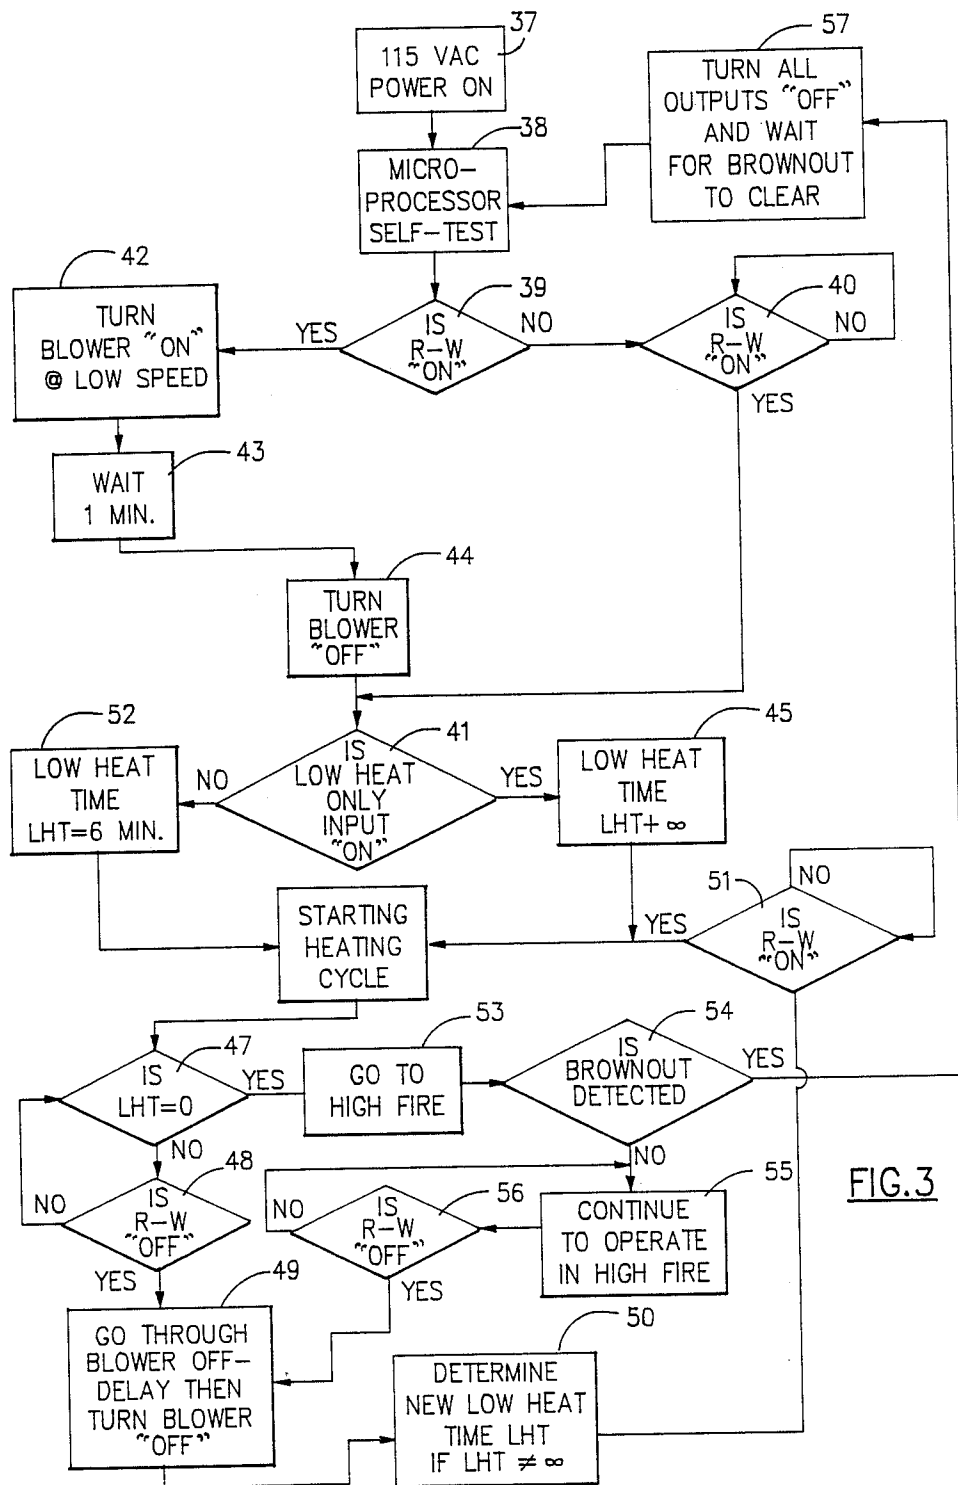 37
115 VAC
POWER ON
57
TURN ALL
OUTPUTS "OFF"
AND WAIT
FOR BROWNOUT
TO CLEAR
38
MICRO-
PROCESSOR
SELF-TEST
42
TURN
BLOWER "ON"
@ LOW SPEED
YES
39
IS
R-W
"ON"
NO
40
IS
R-W
"ON"
NO
YES
43
WAIT
1 MIN.
44
TURN
BLOWER
"OFF"
52
LOW HEAT
TIME
LHT=6 MIN.
NO
41
IS
LOW HEAT
ONLY
INPUT
"ON"
YES
45
LOW HEAT
TIME
LHT+ ∞
51
NO
IS
R-W
"ON"
YES
STARTING
HEATING
CYCLE
47
IS
LHT=0
YES
NO
53
GO TO
HIGH FIRE
54
IS
BROWNOUT
DETECTED
YES
NO
48
IS
R-W
"OFF"
NO
YES
56
IS
R-W
"OFF"
NO
YES
55
CONTINUE
TO OPERATE
IN HIGH FIRE
FIG.3
49
GO THROUGH
BLOWER OFF-
DELAY THEN
TURN BLOWER
"OFF"
50
DETERMINE
NEW LOW HEAT
TIME LHT
IF LHT ≠ ∞